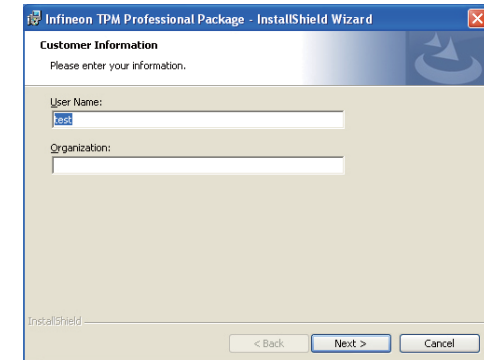 Infineon TPM Professional Package - InstallShield Wizard
Customer Information
Please enter your information.
User Name:
test
Organization:
InstallShield
< Back Next > Cancel